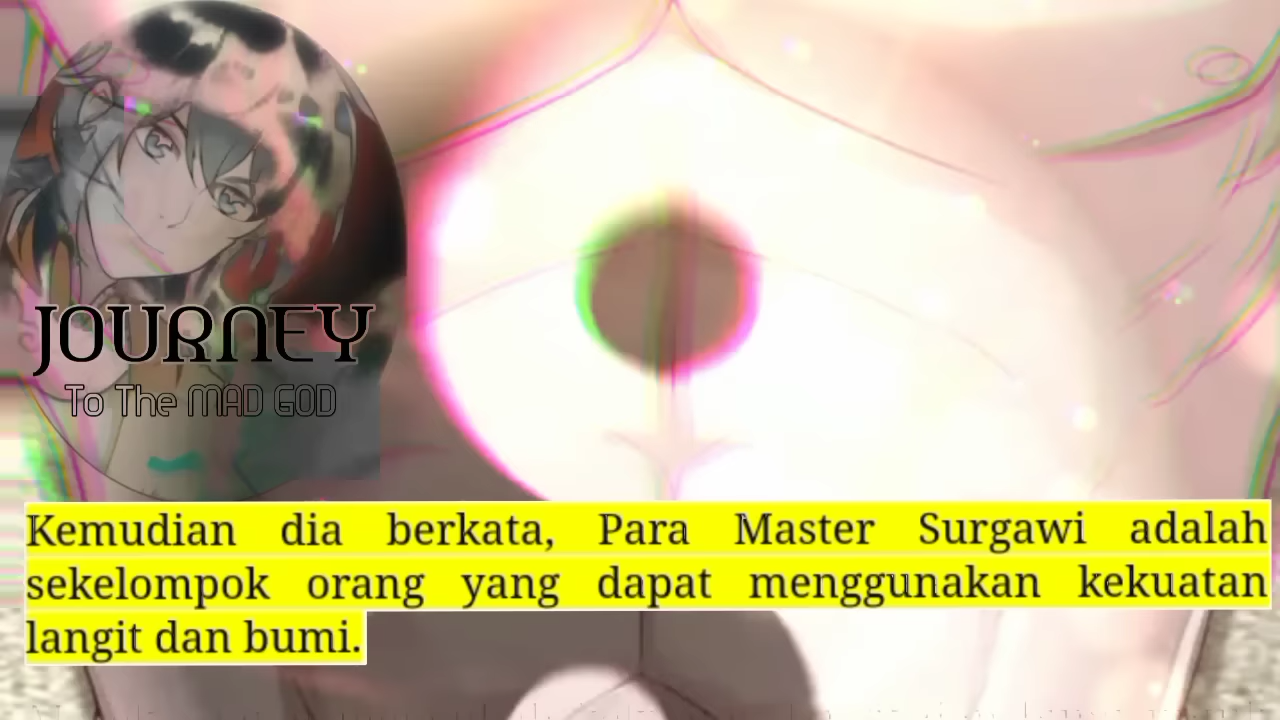 JOURNEY
To The MAD GOD
Kemudian dia berkata, Para Master Surgawi adalah
sekelompok orang yang dapat menggunakan kekuatan
langit dan bumi.